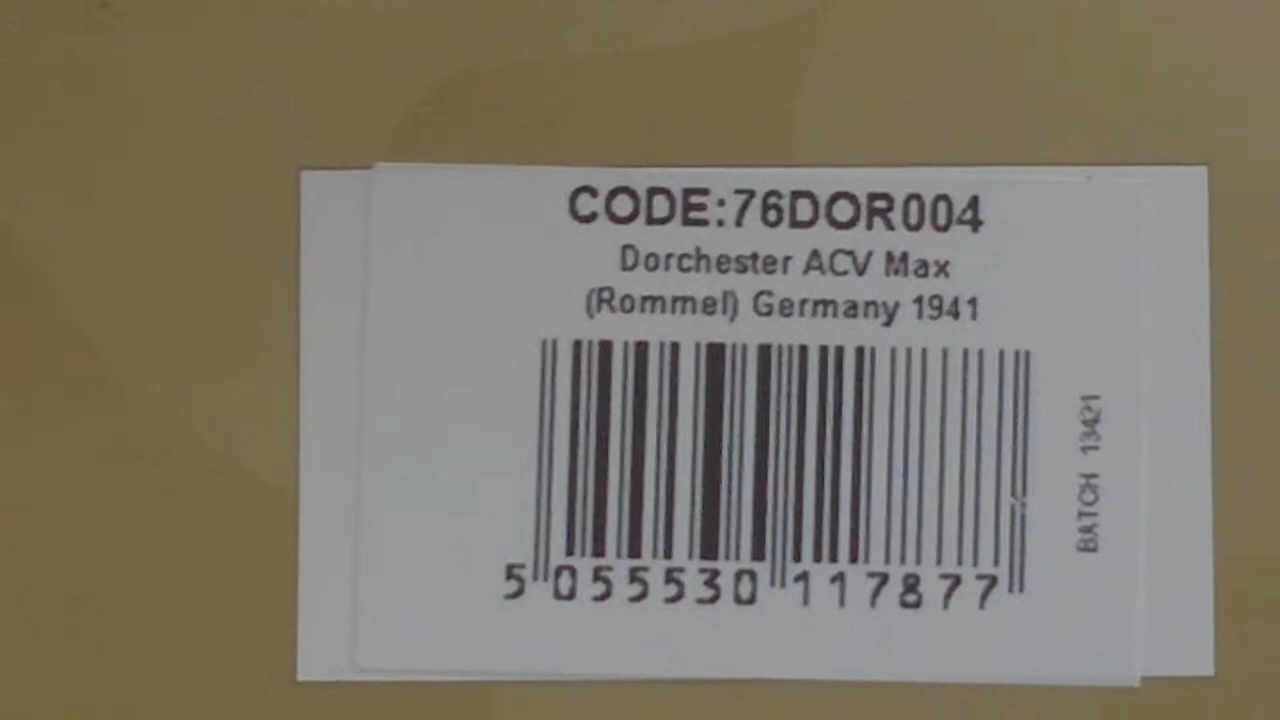 CODE:76DOR004
Dorchester ACV Max
(Rommel) Germany 1941
5 055530 117877
BATCH 13421